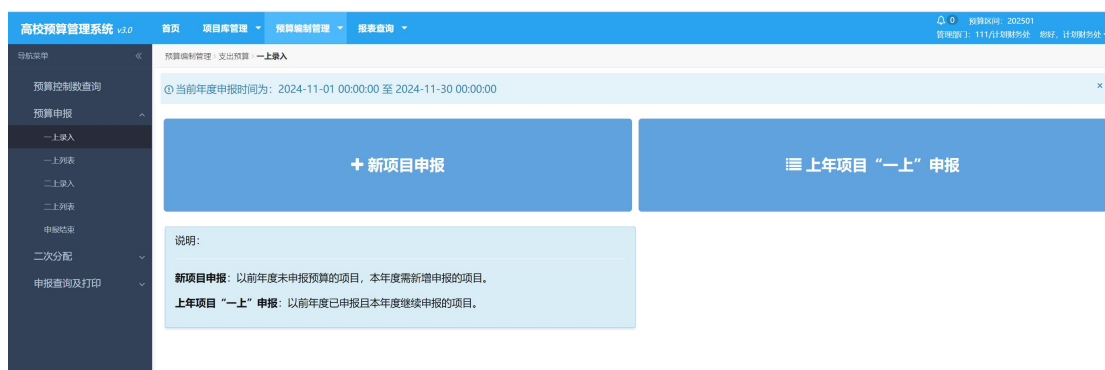 高校预算管理系统 v3.0
首页 项目库管理 预算编制管理 报表查询
0 预算区间: 202501
管理部门: 111/计划财务处 您好, 计划财务处
导航菜单
预算编制管理 › 支出预算 › 一上录入
预算控制数查询
当前年度申报时间为: 2024-11-01 00:00:00 至 2024-11-30 00:00:00
×
预算申报
一上录入
一上列表
二上录入
二上列表
申报结束
二次分配
申报查询及打印
新项目申报
上年项目“一上”申报
说明:
新项目申报: 以前年度未申报预算的项目, 本年度需新增申报的项目。
上年项目“一上”申报: 以前年度已申报且本年度继续申报的项目。